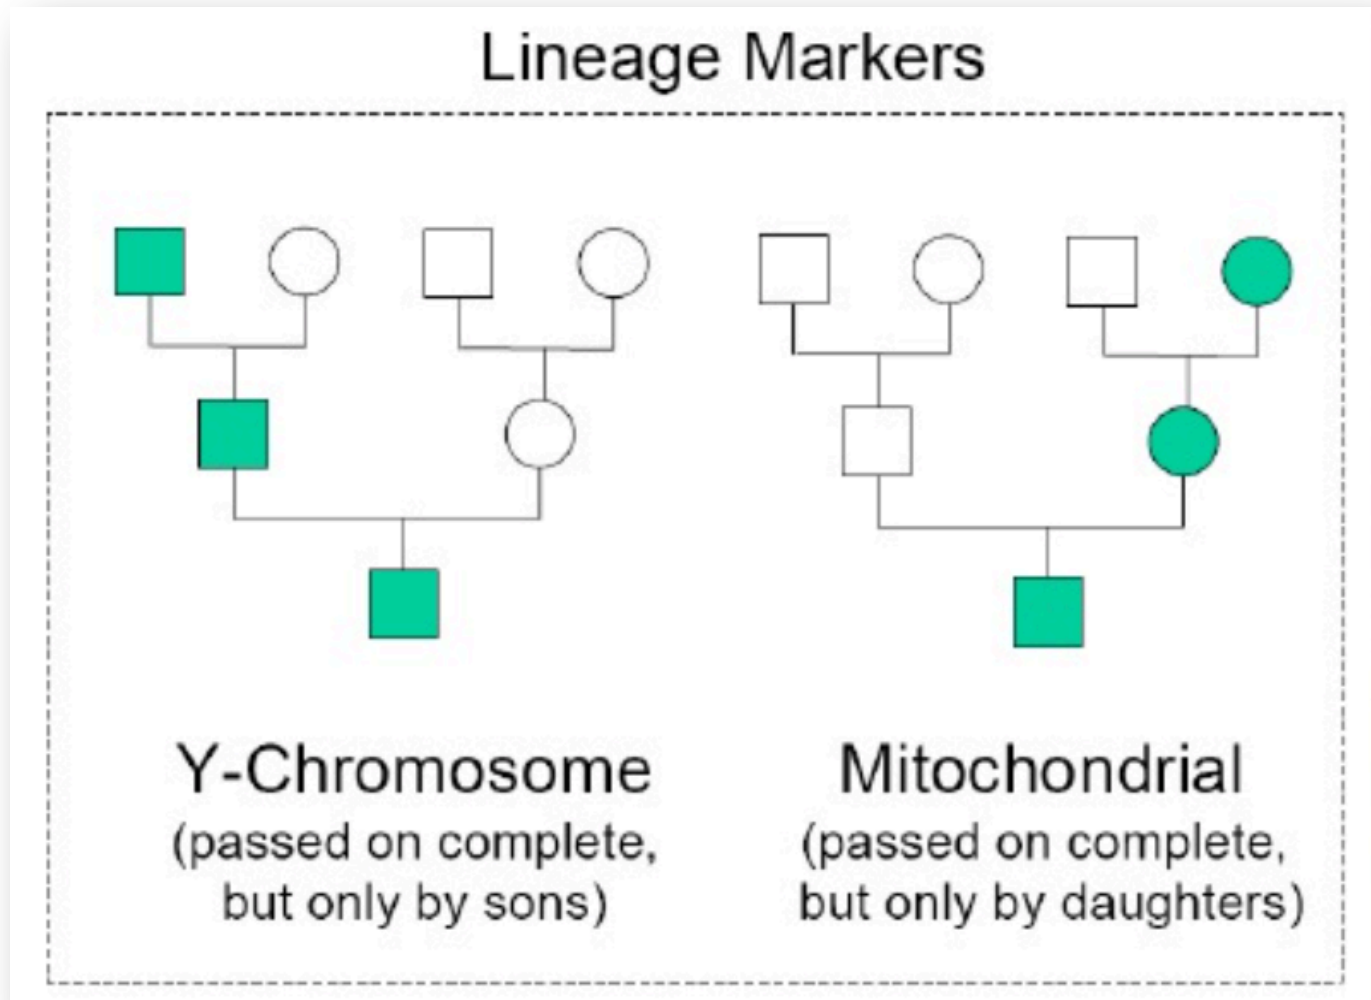 Lineage Markers
Y-Chromosome
(passed on complete,
but only by sons)
Mitochondrial
(passed on complete,
but only by daughters)